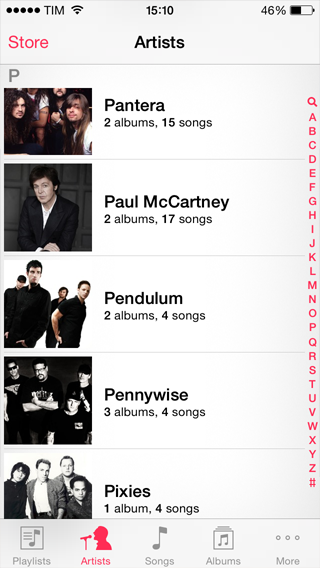 TIM 15:10 46%
Store Artists
P
Pantera
2 albums, 15 songs
Paul McCartney
2 albums, 17 songs
Pendulum
2 albums, 4 songs
Pennywise
3 albums, 4 songs
Pixies
1 album, 4 songs
A
B
C
D
E
F
G
H
I
J
K
L
M
N
O
P
Q
R
S
T
U
V
W
X
Y
Z
#
Playlists Artists Songs Albums More